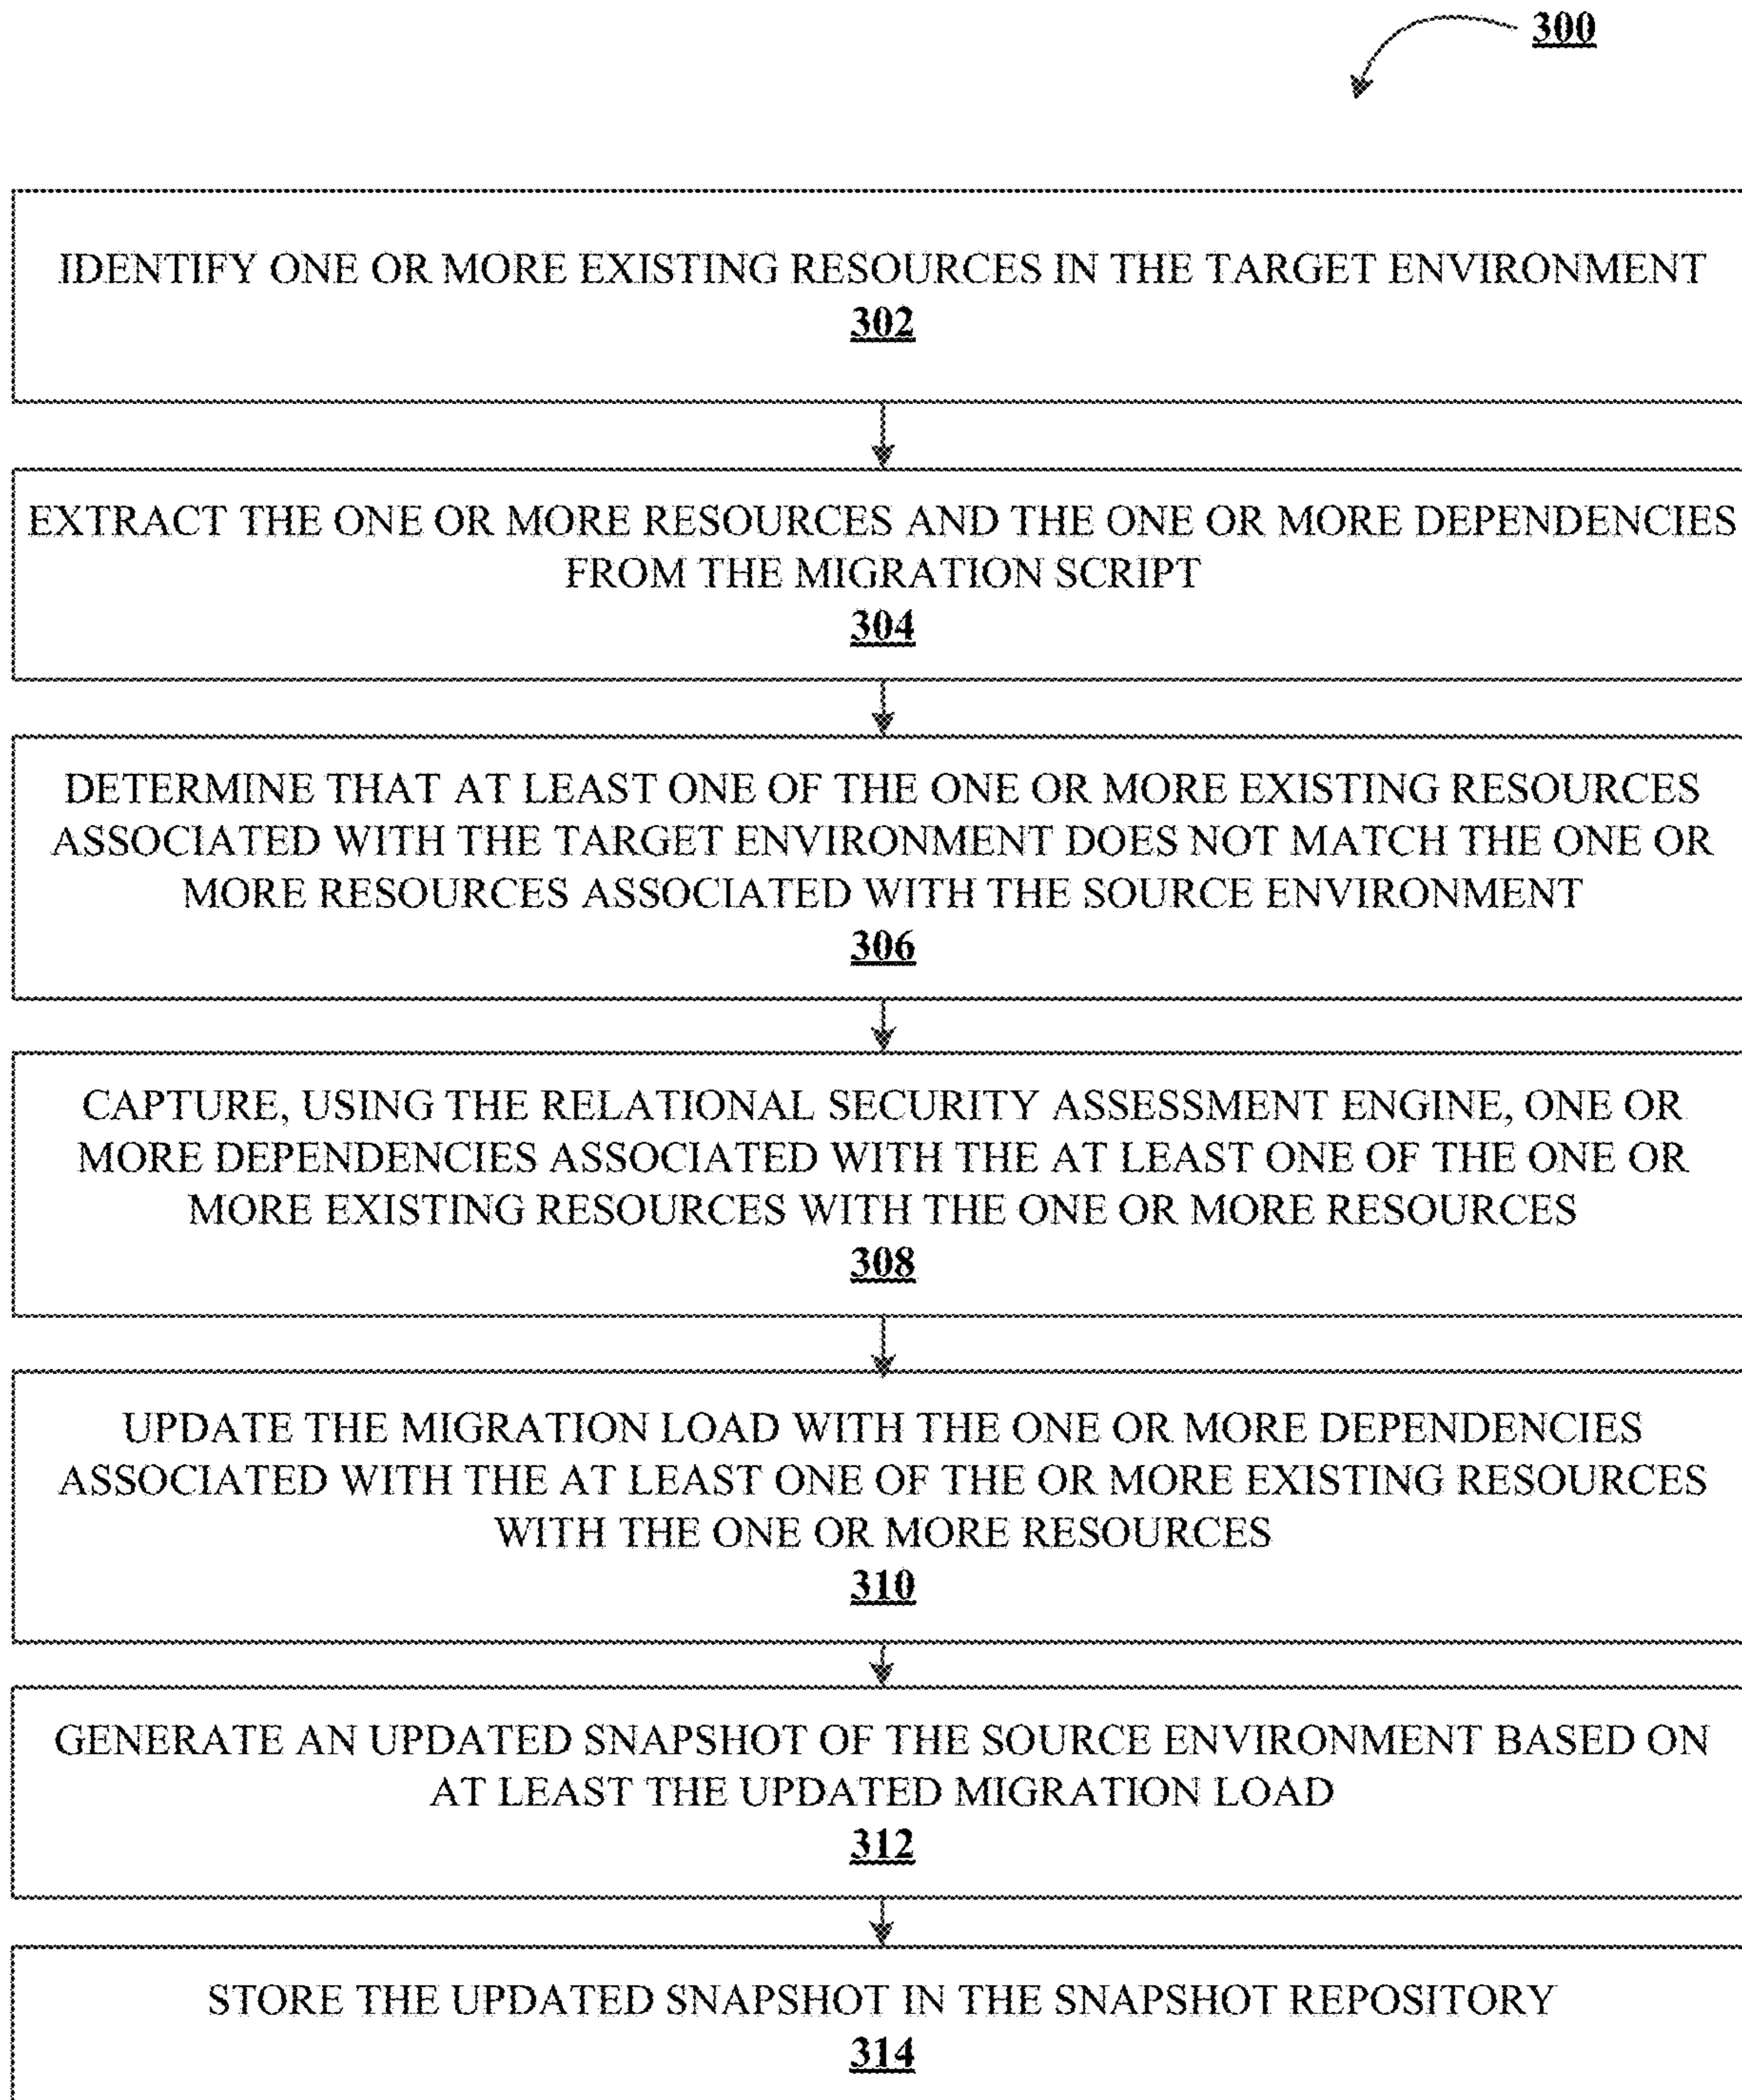 300
IDENTIFY ONE OR MORE EXISTING RESOURCES IN THE TARGET ENVIRONMENT
302
EXTRACT THE ONE OR MORE RESOURCES AND THE ONE OR MORE DEPENDENCIES
FROM THE MIGRATION SCRIPT
304
DETERMINE THAT AT LEAST ONE OF THE ONE OR MORE EXISTING RESOURCES
ASSOCIATED WITH THE TARGET ENVIRONMENT DOES NOT MATCH THE ONE OR
MORE RESOURCES ASSOCIATED WITH THE SOURCE ENVIRONMENT
306
CAPTURE, USING THE RELATIONAL SECURITY ASSESSMENT ENGINE, ONE OR
MORE DEPENDENCIES ASSOCIATED WITH THE AT LEAST ONE OF THE ONE OR
MORE EXISTING RESOURCES WITH THE ONE OR MORE RESOURCES
308
UPDATE THE MIGRATION LOAD WITH THE ONE OR MORE DEPENDENCIES
ASSOCIATED WITH THE AT LEAST ONE OF THE OR MORE EXISTING RESOURCES
WITH THE ONE OR MORE RESOURCES
310
GENERATE AN UPDATED SNAPSHOT OF THE SOURCE ENVIRONMENT BASED ON
AT LEAST THE UPDATED MIGRATION LOAD
312
STORE THE UPDATED SNAPSHOT IN THE SNAPSHOT REPOSITORY
314